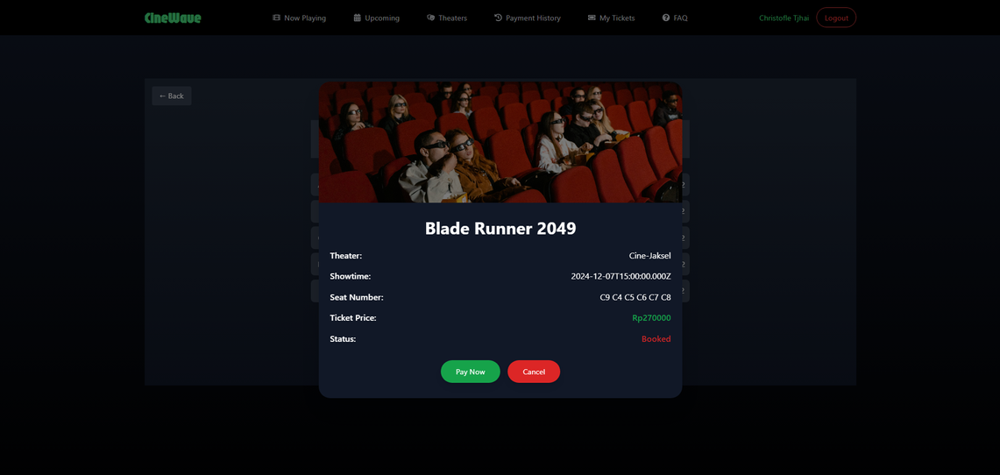 CineWave
Now Playing
Upcoming
Theaters
Payment History
My Tickets
FAQ
Christofle Tjhai
Logout
← Back
Blade Runner 2049
Theater: Cine-Jaksel
Showtime: 2024-12-07T15:00:00.000Z
Seat Number: C9 C4 C5 C6 C7 C8
Ticket Price: Rp270000
Status: Booked
Pay Now
Cancel